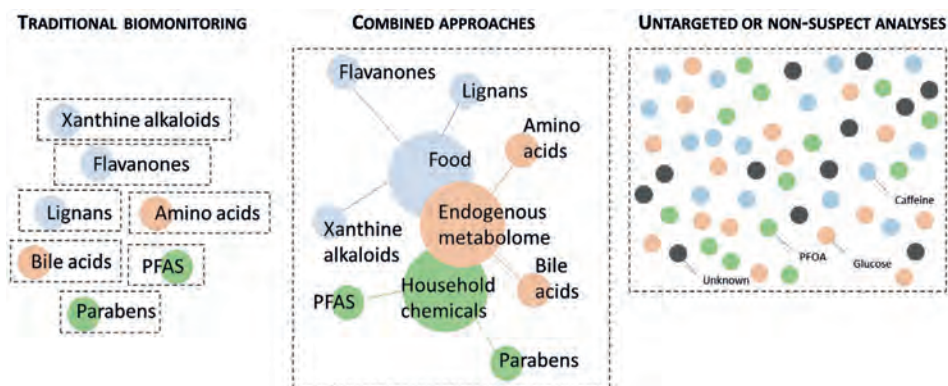 TRADITIONAL BIOMONITORING
Xanthine alkaloids
Flavanones
Lignans
Amino acids
Bile acids
PFAS
Parabens
COMBINED APPROACHES
Flavanones
Lignans
Amino
acids
Food
Endogenous
metabolome
Xanthine
alkaloids
Bile
acids
PFAS
Household
chemicals
Parabens
UNTARGETED OR NON-SUSPECT ANALYSES
Caffeine
PFOA
Glucose
Unknown